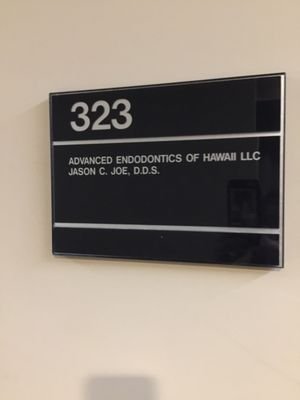 323
ADVANCED ENDODONTICS OF HAWAII LLC
JASON C. JOE, D.D.S.